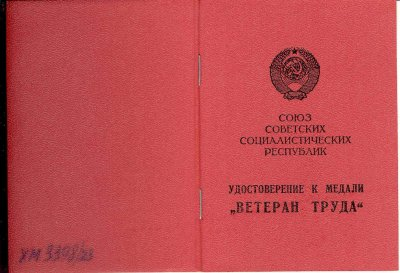 СОЮЗ
СОВЕТСКИХ
СОЦИАЛИСТИЧЕСКИХ
РЕСПУБЛИК
УДОСТОВЕРЕНИЕ К МЕДАЛИ
„ВЕТЕРАН ТРУДА“